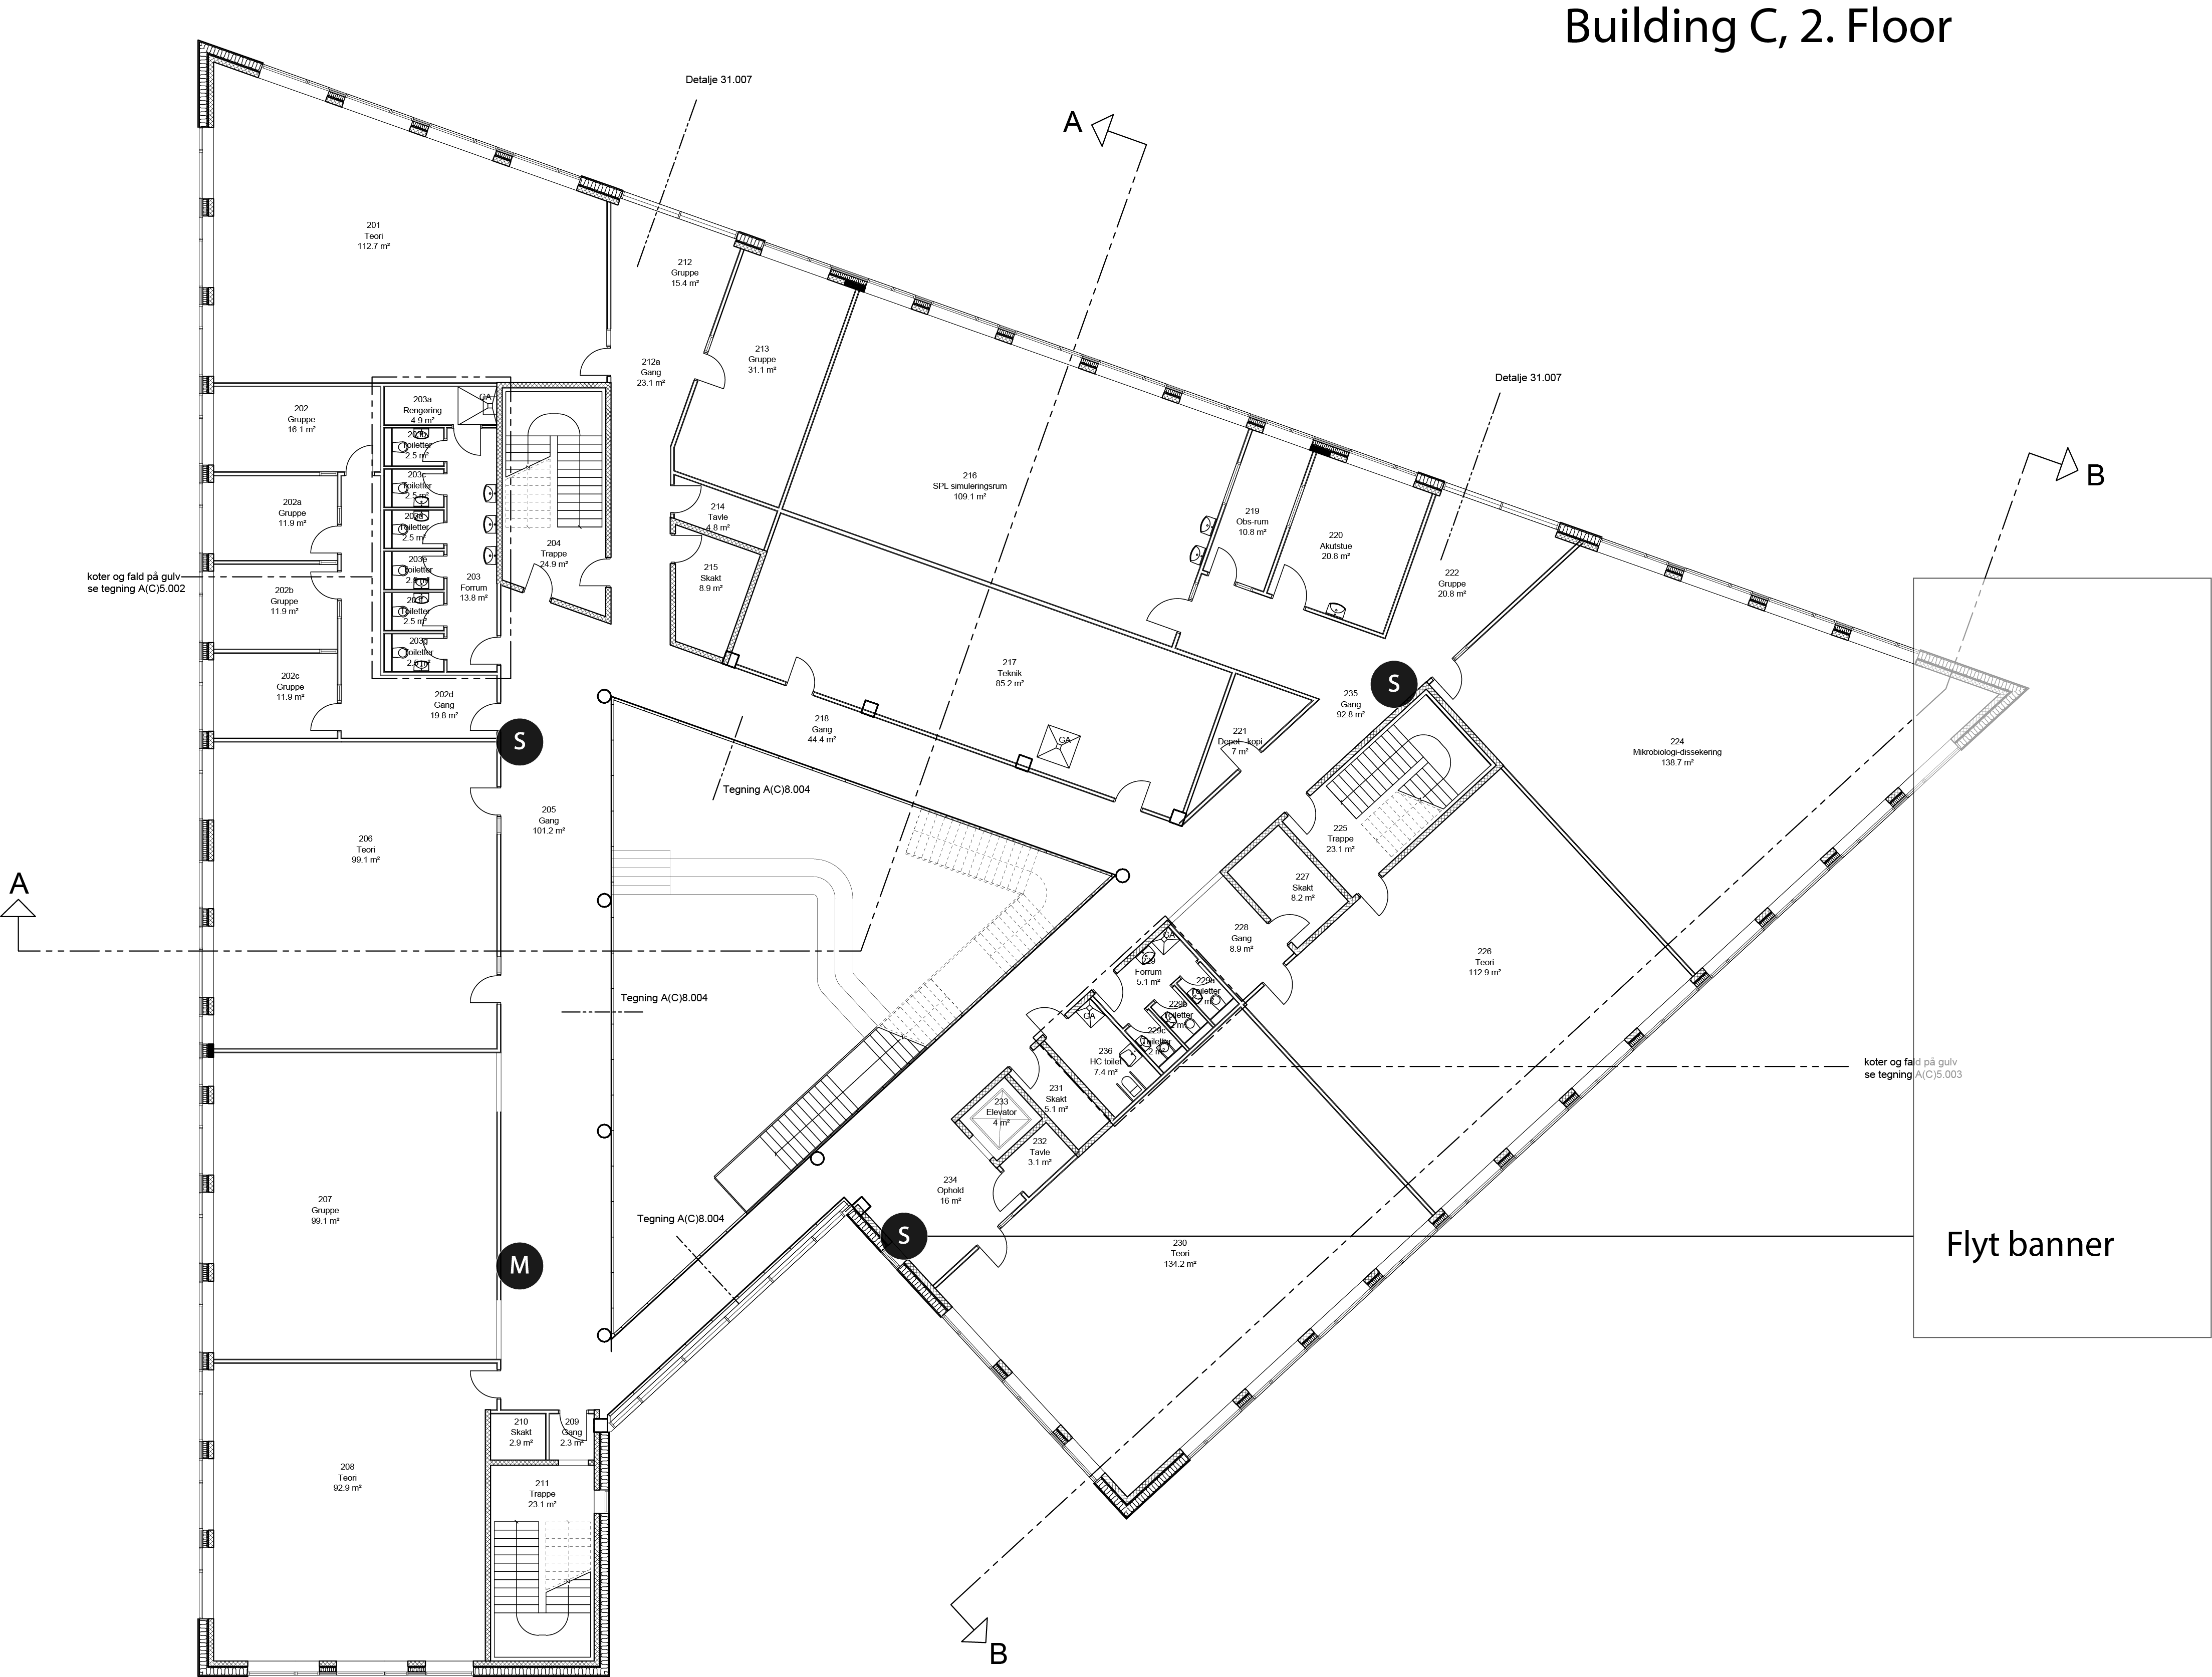 Building C, 2. Floor
Detalje 31.007
A
201
Teori
112.7 m²
212
Gruppe
15.4 m²
212a
Gang
23.1 m²
213
Gruppe
31.1 m²
Detalje 31.007
B
202
Gruppe
16.1 m²
203a
Rengøring
4.9 m²
GA
Toiletter
2.5 m²
203c
Toiletter
2.5 m²
Toiletter
2.5 m²
203e
Toiletter
Toiletter
2.5 m²
203g
Toiletter
202a
Gruppe
11.9 m²
202b
Gruppe
11.9 m²
202c
Gruppe
11.9 m²
202d
Gang
19.8 m²
203
Forrum
13.8 m²
204
Trappe
24.9 m²
koter og fald på gulv
se tegning A(C)5.002
214
Tavle
4.8 m²
215
Skakt
8.9 m²
216
SPL simuleringsrum
109.1 m²
219
Obs-rum
10.8 m²
220
Akutstue
20.8 m²
222
Gruppe
20.8 m²
217
Teknik
85.2 m²
GA
218
Gang
44.4 m²
221
Depot - kopi
7 m²
235
Gang
92.8 m²
S
224
Mikrobiologi-dissekering
138.7 m²
S
Tegning A(C)8.004
205
Gang
101.2 m²
206
Teori
99.1 m²
225
Trappe
23.1 m²
227
Skakt
8.2 m²
228
Gang
8.9 m²
226
Teori
112.9 m²
A
Tegning A(C)8.004
GA
Forrum
5.1 m²
229a
Toiletter
229b
Toiletter
229c
Toiletter
2 m²
GA
236
HC toilet
7.4 m²
231
Skakt
5.1 m²
233
Elevator
4 m²
232
Tavle
3.1 m²
koter og fald på gulv
se tegning A(C)5.003
234
Ophold
16 m²
207
Gruppe
99.1 m²
Tegning A(C)8.004
S
230
Teori
134.2 m²
Flyt banner
M
210
Skakt
2.9 m²
209
Gang
2.3 m²
208
Teori
92.9 m²
211
Trappe
23.1 m²
B